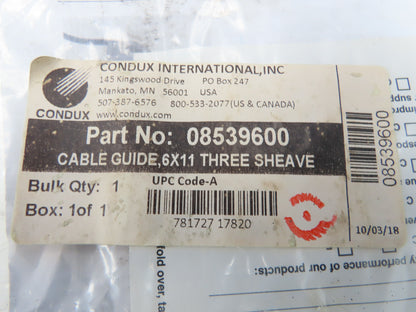 CONDUX INTERNATIONAL,INC
145 Kingswood Drive PO Box 247
Mankato, MN 56001 USA
507-387-6576 800-533-2077(US & CANADA)
CONDUX www.condux.com
Part No: 08539600
CABLE GUIDE,6X11 THREE SHEAVE
Bulk Qty: 1 UPC Code-A
Box: 1of 1
781727 17820
08539600
10/03/18
performance of our products:
fold over, ta